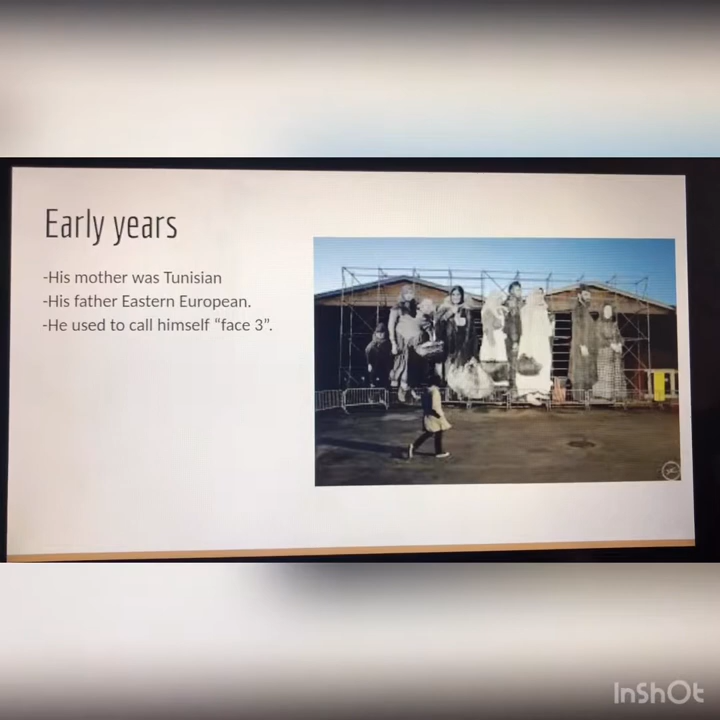 Early years
-His mother was Tunisian
-His father Eastern European.
-He used to call himself “face 3”.
InShOt